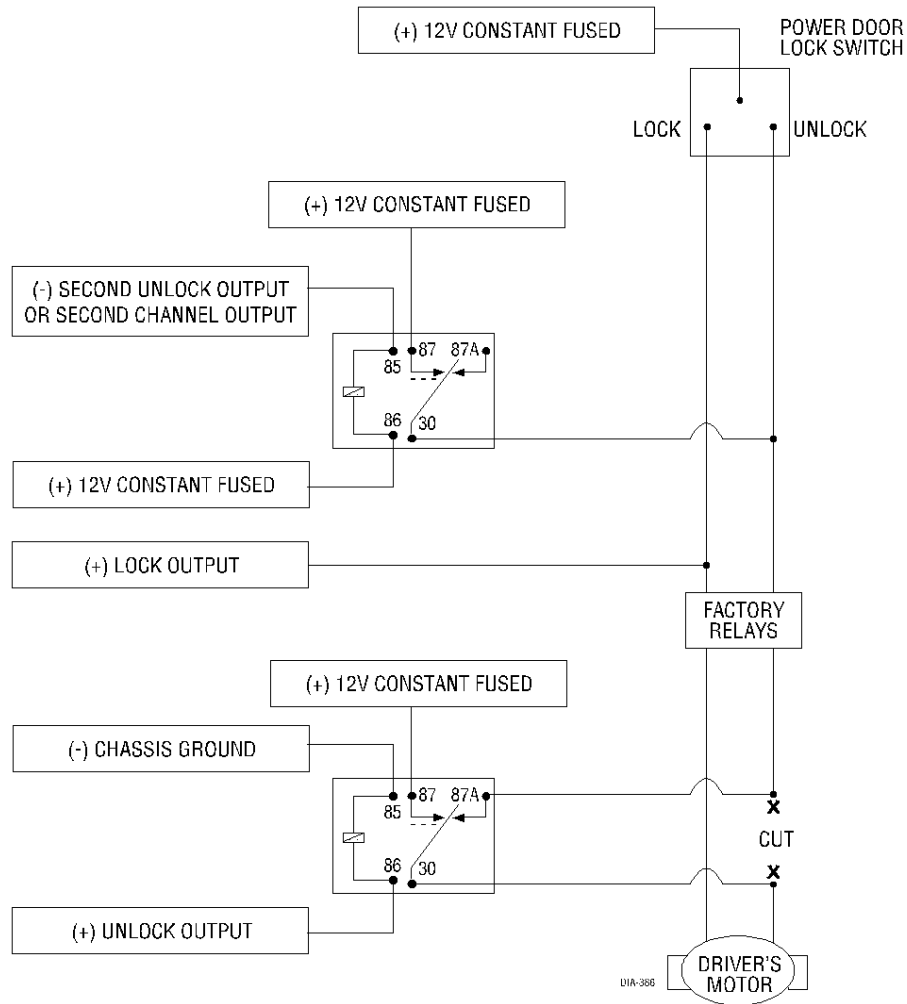 (+) 12V CONSTANT FUSED
POWER DOOR
LOCK SWITCH
LOCK
UNLOCK
(+) 12V CONSTANT FUSED
(-) SECOND UNLOCK OUTPUT
OR SECOND CHANNEL OUTPUT
87
87A
85
86
30
(+) 12V CONSTANT FUSED
(+) LOCK OUTPUT
FACTORY
RELAYS
(+) 12V CONSTANT FUSED
(-) CHASSIS GROUND
87
87A
85
X
CUT
X
86
30
(+) UNLOCK OUTPUT
DRIVER'S
MOTOR
DIA-386